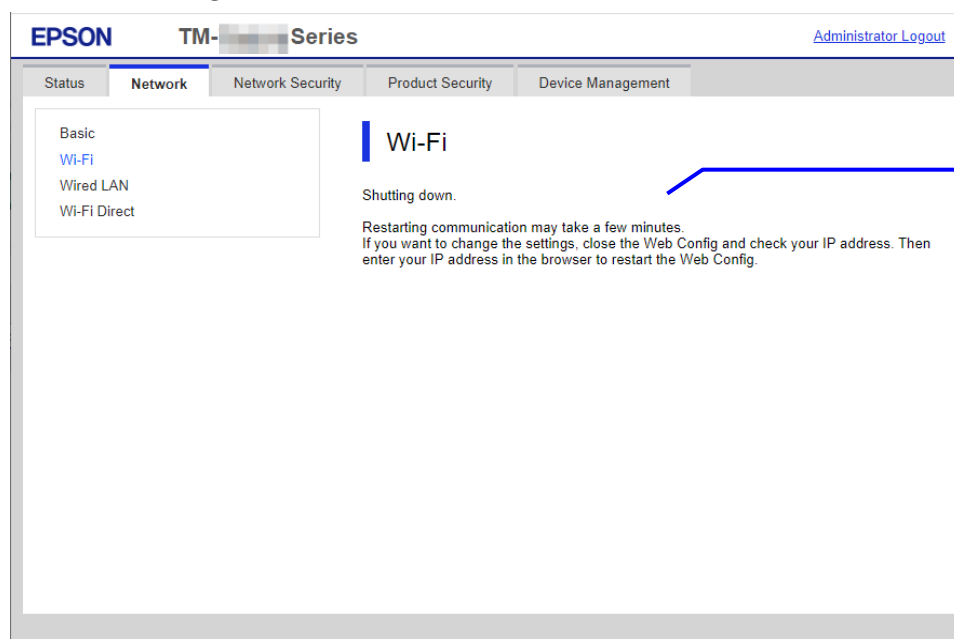 EPSON TM- Series Administrator Logout
Status Network Network Security Product Security Device Management
Basic
Wi-Fi
Wired LAN
Wi-Fi Direct
Wi-Fi
Shutting down.
Restarting communication may take a few minutes.
If you want to change the settings, close the Web Config and check your IP address. Then
enter your IP address in the browser to restart the Web Config.